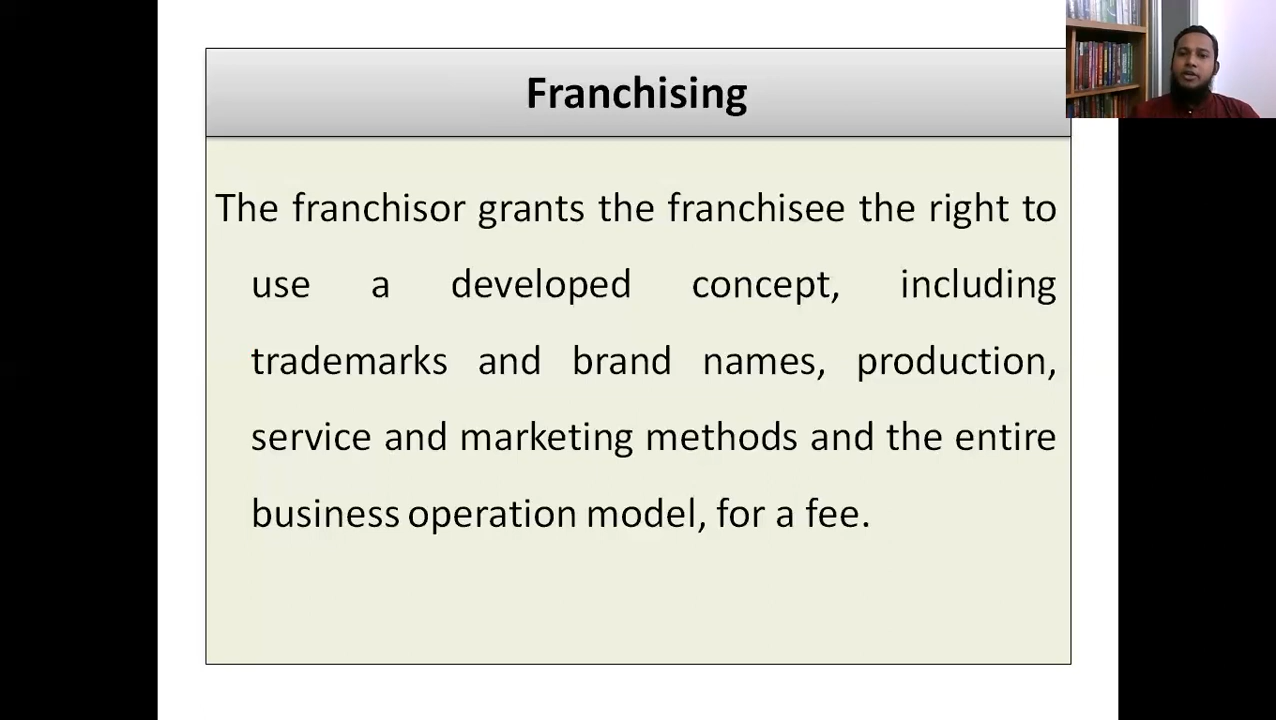 Franchising
The franchisor grants the franchisee the right to
use a developed concept, including
trademarks and brand names, production,
service and marketing methods and the entire
business operation model, for a fee.